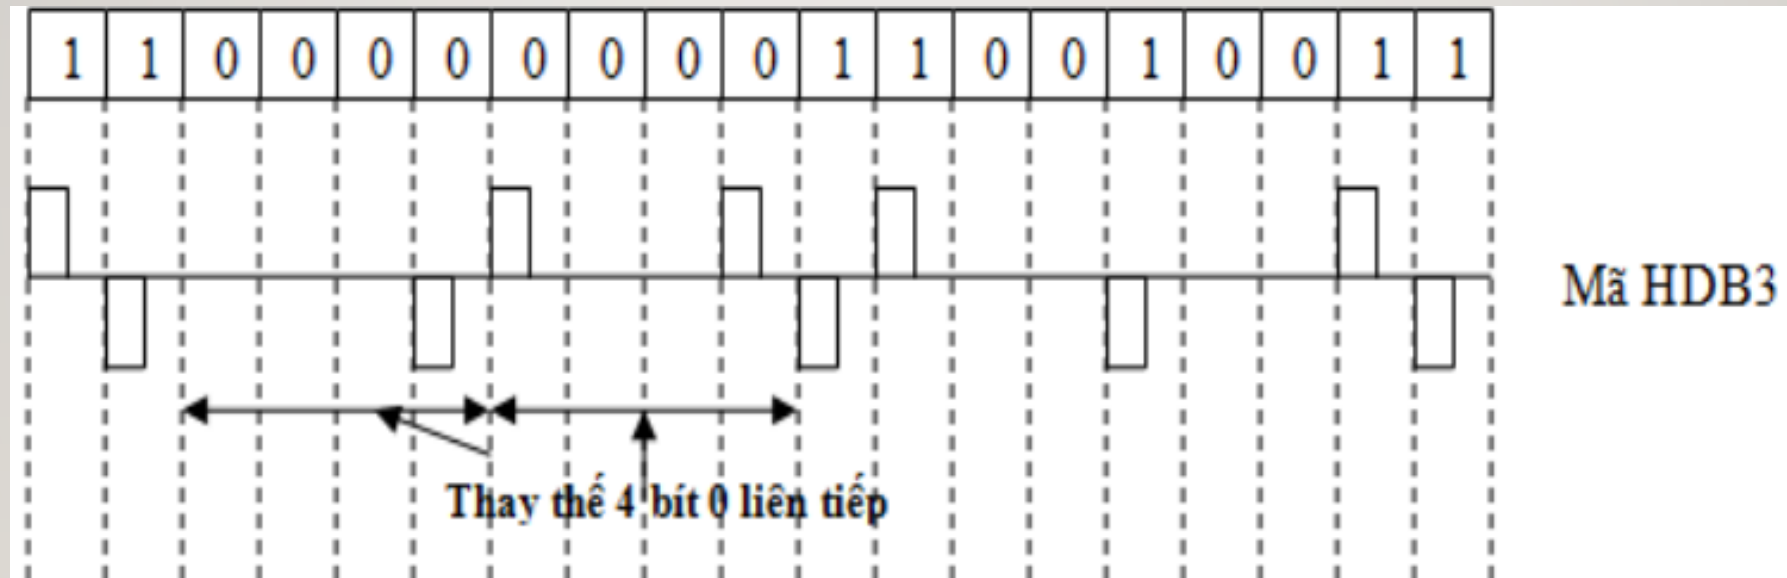 1 1 0 0 0 0 0 0 0 0 1 1 0 0 1 0 0 1 1
Mã HDB3
Thay thế 4 bít 0 liên tiếp